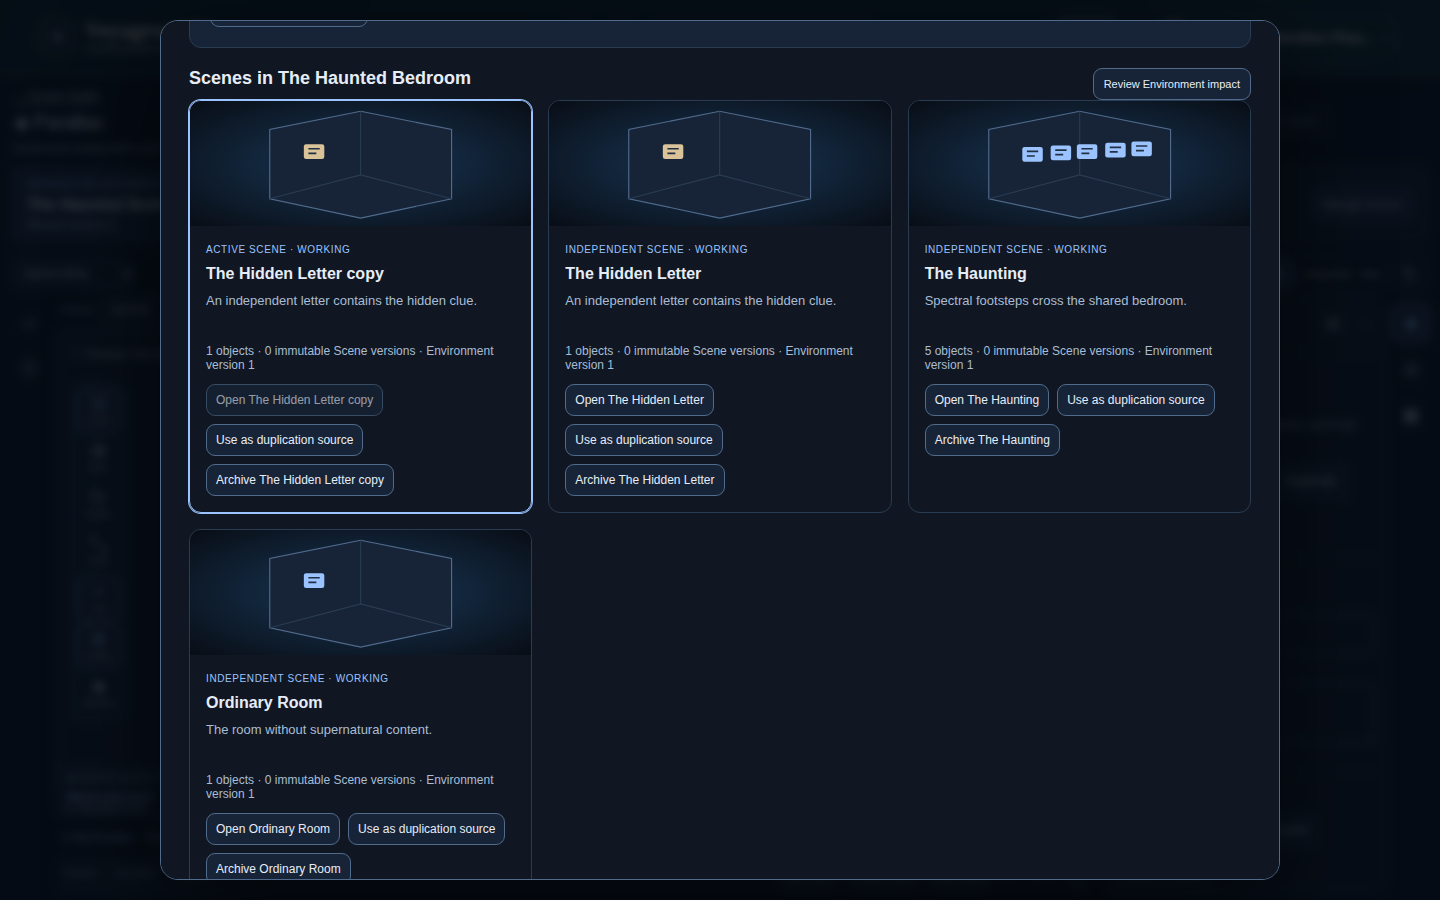 Scenes in The Haunted Bedroom
Review Environment impact
ACTIVE SCENE · WORKING
The Hidden Letter copy
An independent letter contains the hidden clue.
1 objects · 0 immutable Scene versions · Environment
version 1
Open The Hidden Letter copy
Use as duplication source
Archive The Hidden Letter copy
INDEPENDENT SCENE · WORKING
The Hidden Letter
An independent letter contains the hidden clue.
1 objects · 0 immutable Scene versions · Environment
version 1
Open The Hidden Letter
Use as duplication source
Archive The Hidden Letter
INDEPENDENT SCENE · WORKING
The Haunting
Spectral footsteps cross the shared bedroom.
5 objects · 0 immutable Scene versions · Environment
version 1
Open The Haunting
Use as duplication source
Archive The Haunting
INDEPENDENT SCENE · WORKING
Ordinary Room
The room without supernatural content.
1 objects · 0 immutable Scene versions · Environment
version 1
Open Ordinary Room
Use as duplication source
Archive Ordinary Room